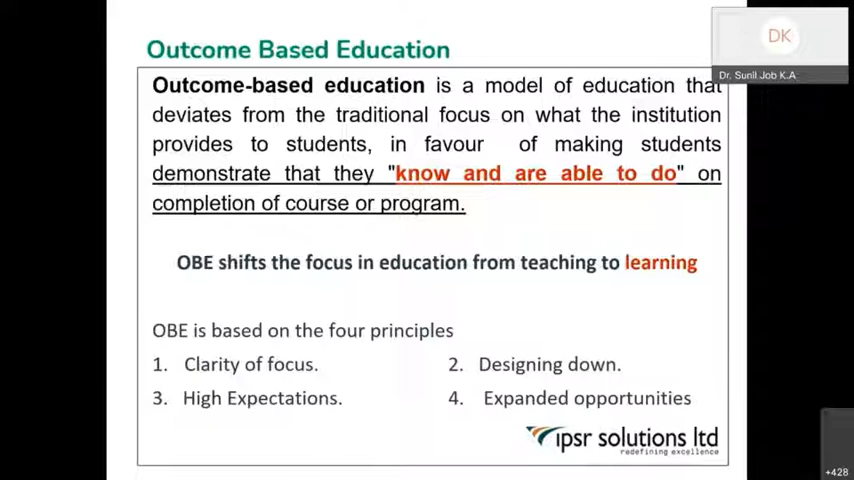 Outcome Based Education
DK
Dr. Sunil Job K.A
Outcome-based education is a model of education that
deviates from the traditional focus on what the institution
provides to students, in favour of making students
demonstrate that they "know and are able to do" on
completion of course or program.
OBE shifts the focus in education from teaching to learning
OBE is based on the four principles
1. Clarity of focus.
2. Designing down.
3. High Expectations.
4. Expanded opportunities
ipsr solutions ltd
redefining excellence
+428